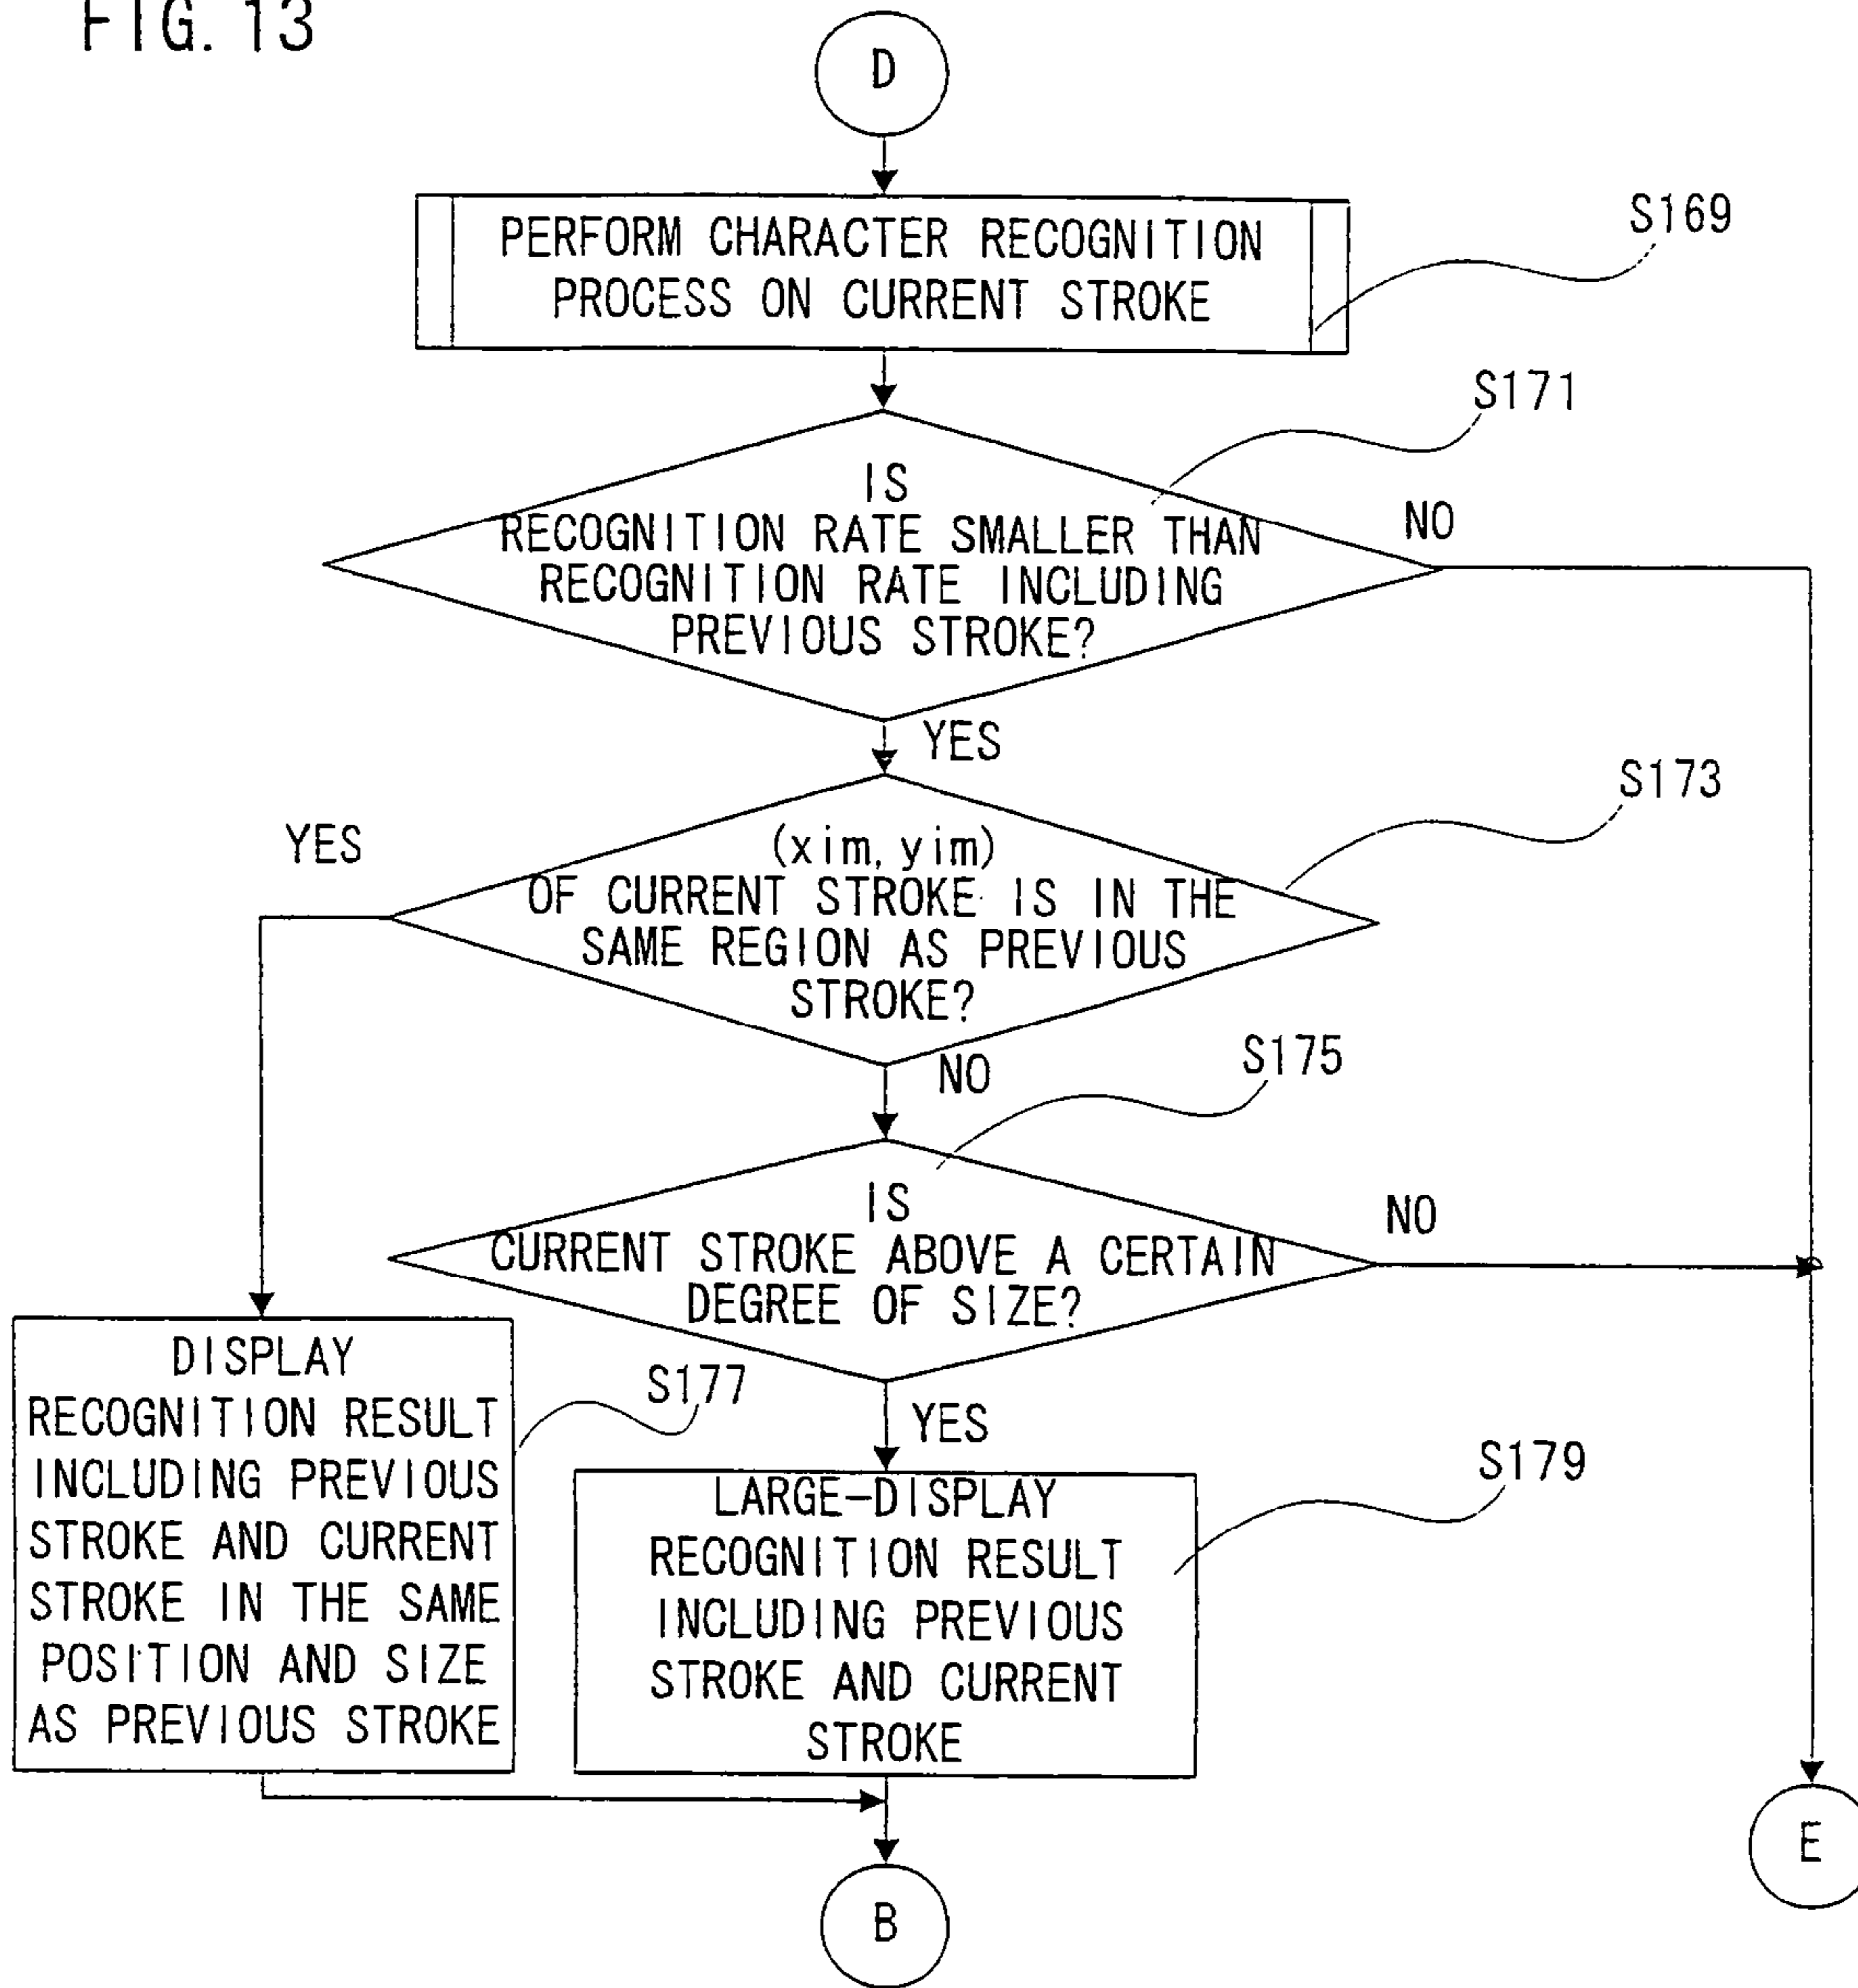 FIG. 13
D
PERFORM CHARACTER RECOGNITION
PROCESS ON CURRENT STROKE
S169
S171
IS
RECOGNITION RATE SMALLER THAN
RECOGNITION RATE INCLUDING
PREVIOUS STROKE?
NO
YES
S173
YES
(xim, yim)
OF CURRENT STROKE IS IN THE
SAME REGION AS PREVIOUS
STROKE?
NO
S175
IS
CURRENT STROKE ABOVE A CERTAIN
DEGREE OF SIZE?
NO
YES
DISPLAY
RECOGNITION RESULT
INCLUDING PREVIOUS
STROKE AND CURRENT
STROKE IN THE SAME
POSITION AND SIZE
AS PREVIOUS STROKE
S177
LARGE-DISPLAY
RECOGNITION RESULT
INCLUDING PREVIOUS
STROKE AND CURRENT
STROKE
S179
B
E